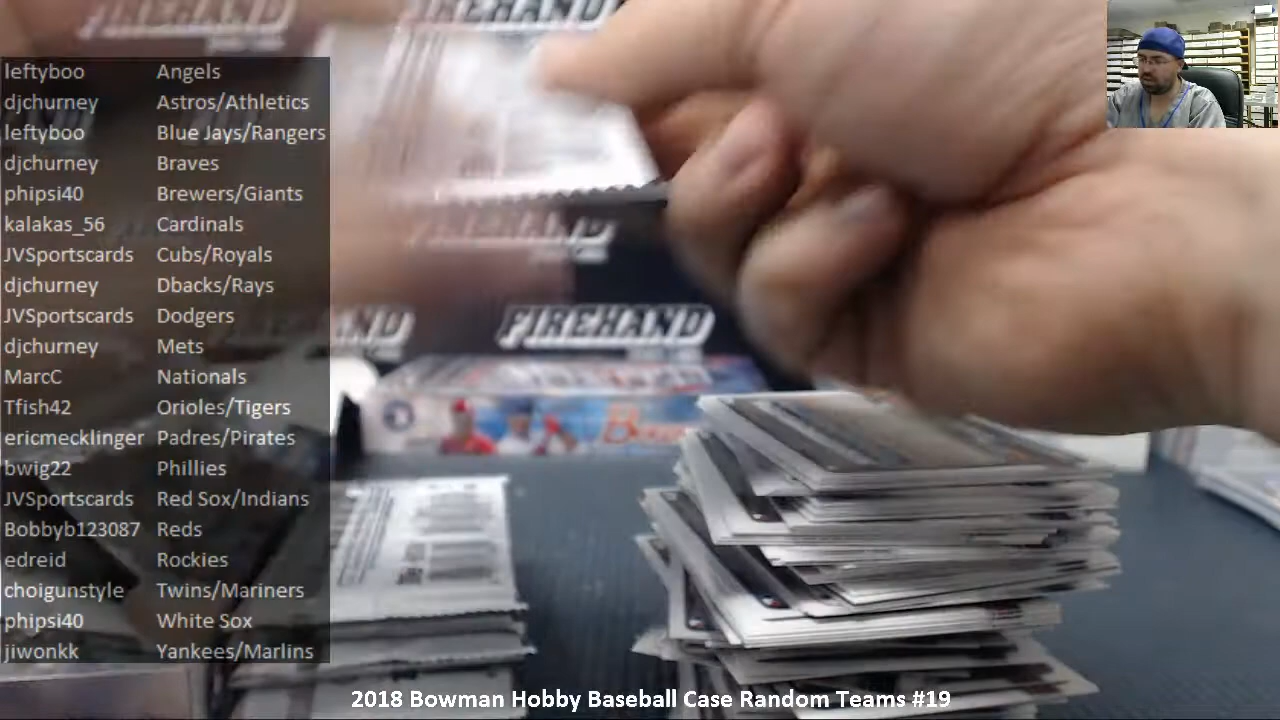 FIREHAND
leftyboo Angels
djchurney Astros/Athletics
leftyboo Blue Jays/Rangers
djchurney Braves
phipsi40 Brewers/Giants
kalakas_56 Cardinals
JVSportscards Cubs/Royals
djchurney Dbacks/Rays
JVSportscards Dodgers
djchurney Mets
MarcC Nationals
Tfish42 Orioles/Tigers
ericmecklinger Padres/Pirates
bwig22 Phillies
JVSportscards Red Sox/Indians
Bobbyb123087 Reds
edreid Rockies
choigunstyle Twins/Mariners
phipsi40 White Sox
jiwonkk Yankees/Marlins
FIREHAND
FIREHAND
2018 Bowman Hobby Baseball Case Random Teams #19